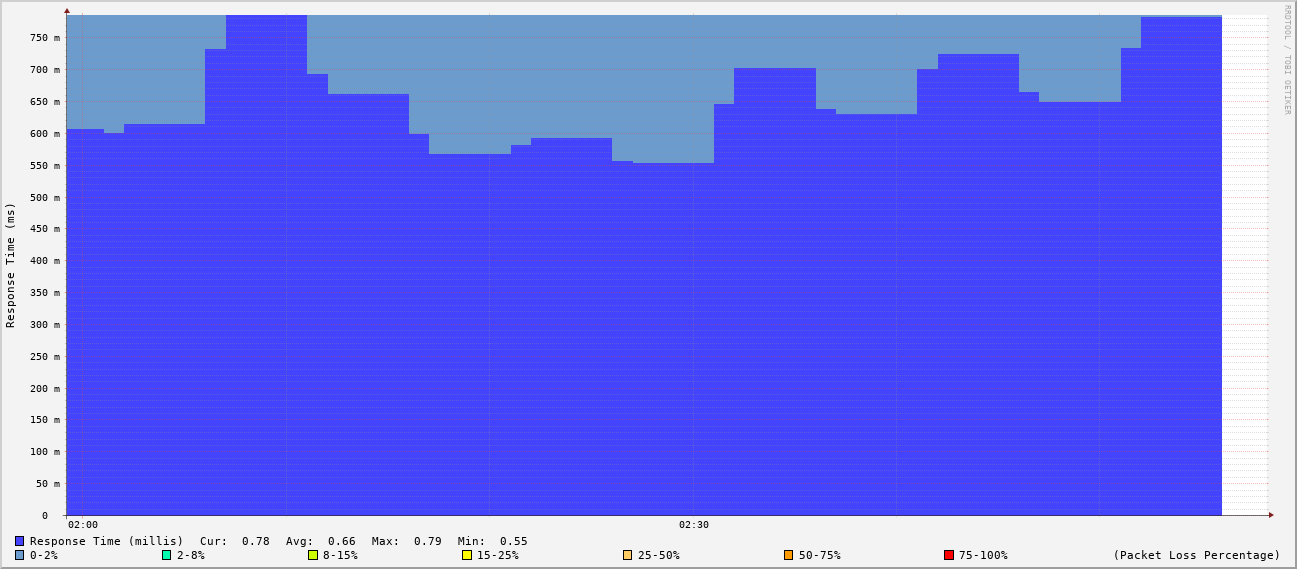 RRDTOOL / TOBI OETIKER
Response Time (ms)
750 m
700 m
650 m
600 m
550 m
500 m
450 m
400 m
350 m
300 m
250 m
200 m
150 m
100 m
50 m
0
02:00 02:30
Response Time (millis) Cur: 0.78 Avg: 0.66 Max: 0.79 Min: 0.55
0-2% 2-8% 8-15% 15-25% 25-50% 50-75% 75-100% (Packet Loss Percentage)